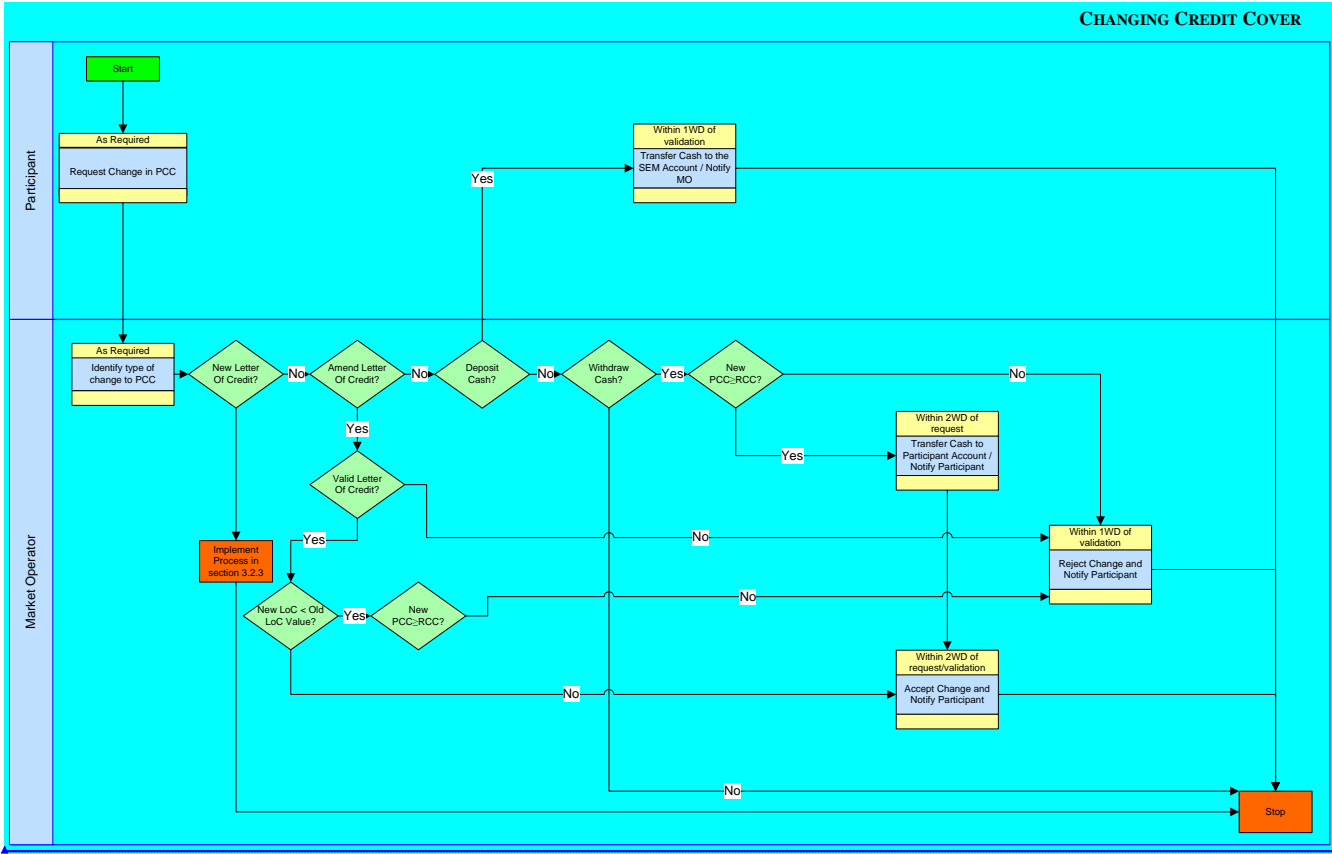 CHANGING CREDIT COVER
Participant
Start
As Required
Request Change in PCC
Within 1WD of
validation
Transfer Cash to the
SEM Account / Notify
MO
Yes
Market Operator
As Required
Identify type of
change to PCC
New Letter
Of Credit?
No
Amend Letter
Of Credit?
No
Deposit
Cash?
No
Withdraw
Cash?
Yes
New
PCC≥RCC?
No
Yes
Within 2WD of
request
Transfer Cash to
Participant Account /
Notify Participant
Yes
Valid Letter
Of Credit?
No
Yes
Implement
Process in
section 3.2.3
Within 1WD of
validation
Reject Change and
Notify Participant
New LoC < Old
LoC Value?
Yes
New
PCC≥RCC?
No
Within 2WD of
request/validation
Accept Change and
Notify Participant
No
No
Stop